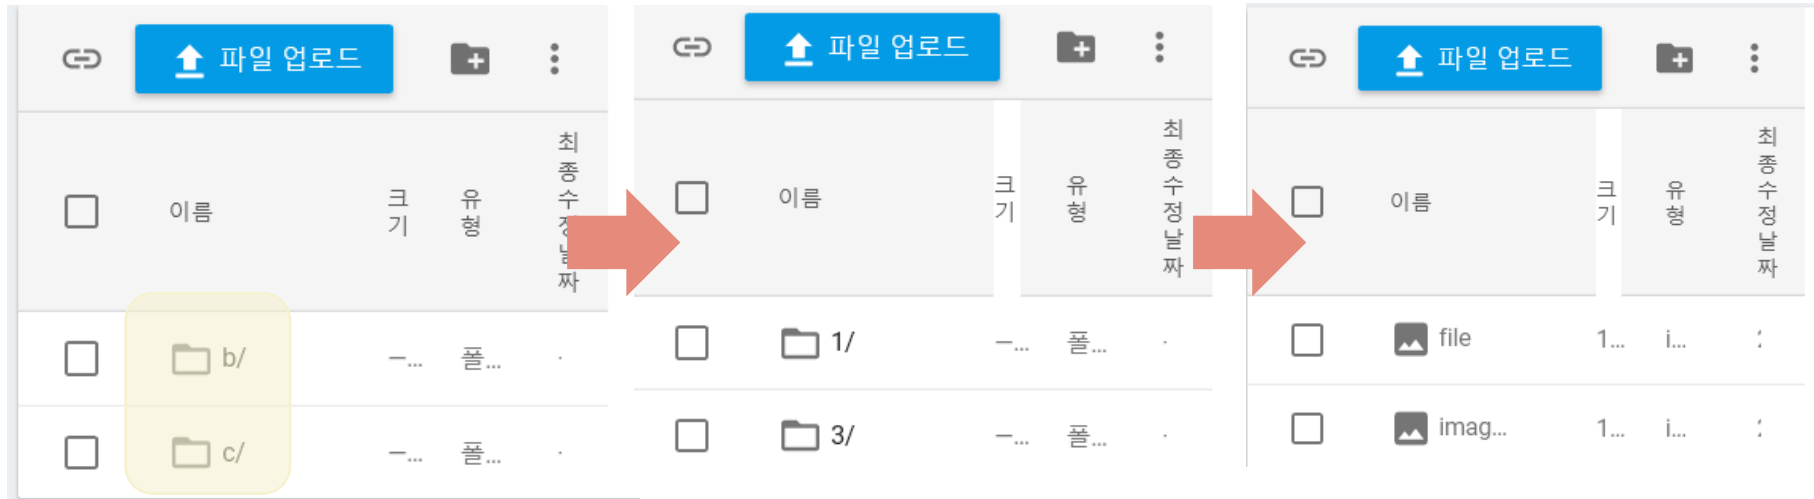 파일 업로드
이름
크기
유형
최종수정날짜
b/
—...
폴...
c/
—...
폴...
파일 업로드
이름
크기
유형
최종수정날짜
1/
—...
폴...
3/
—...
폴...
파일 업로드
이름
크기
유형
최종수정날짜
file
1...
i...
imag...
1...
i...